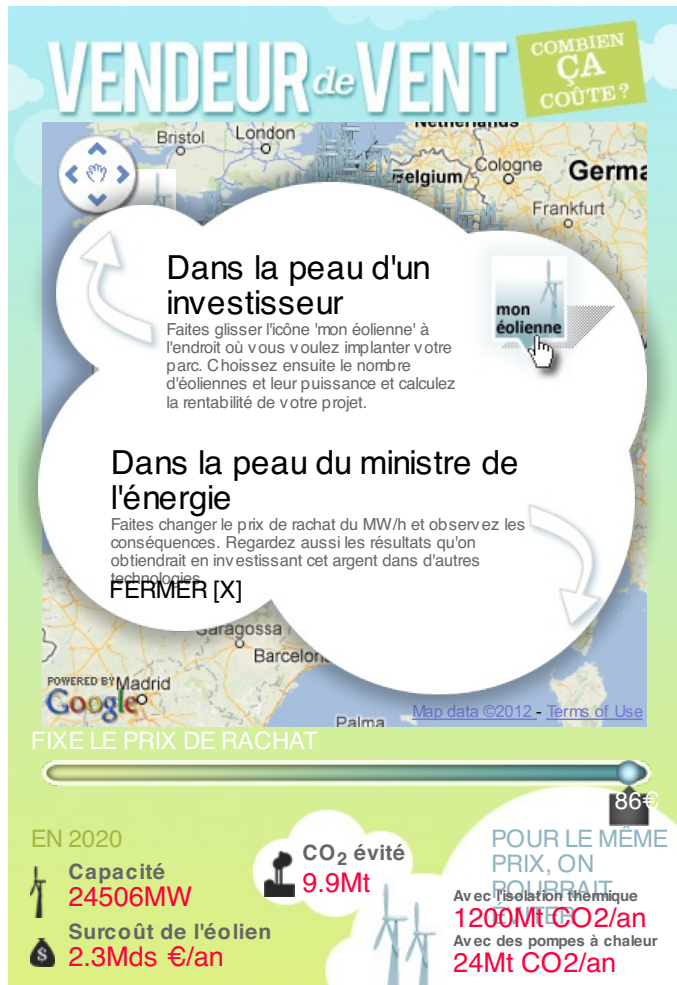 VENDEUR de VENT
COMBIEN
ÇA
COÛTE ?
Bristol
London
Netherlands
Belgium
Cologne
Germa
Frankfurt
Dans la peau d'un
investisseur
Faites glisser l'icône 'mon éolienne' à
l'endroit où vous voulez implanter votre
parc. Choissez ensuite le nombre
d'éoliennes et leur puissance et calculez
la rentabilité de votre projet.
mon
éolienne
Dans la peau du ministre de
l'énergie
Faites changer le prix de rachat du MW/h et observez les
conséquences. Regardez aussi les résultats qu'on
obtiendrait en investissant cet argent dans d'autres
technologies
FERMER [X]
Saragossa
Barcelon
POWERED BY
Google
Madrid
Palma
Map data ©2012 - Terms of Use
FIXE LE PRIX DE RACHAT
86€
EN 2020
Capacité
24506MW
Surcoût de l'éolien
2.3Mds €/an
CO2 évité
9.9Mt
POUR LE MÊME
PRIX, ON
POURRAIT
ÉVITER
Avec l'isolation thermique
1200Mt CO2/an
Avec des pompes à chaleur
24Mt CO2/an